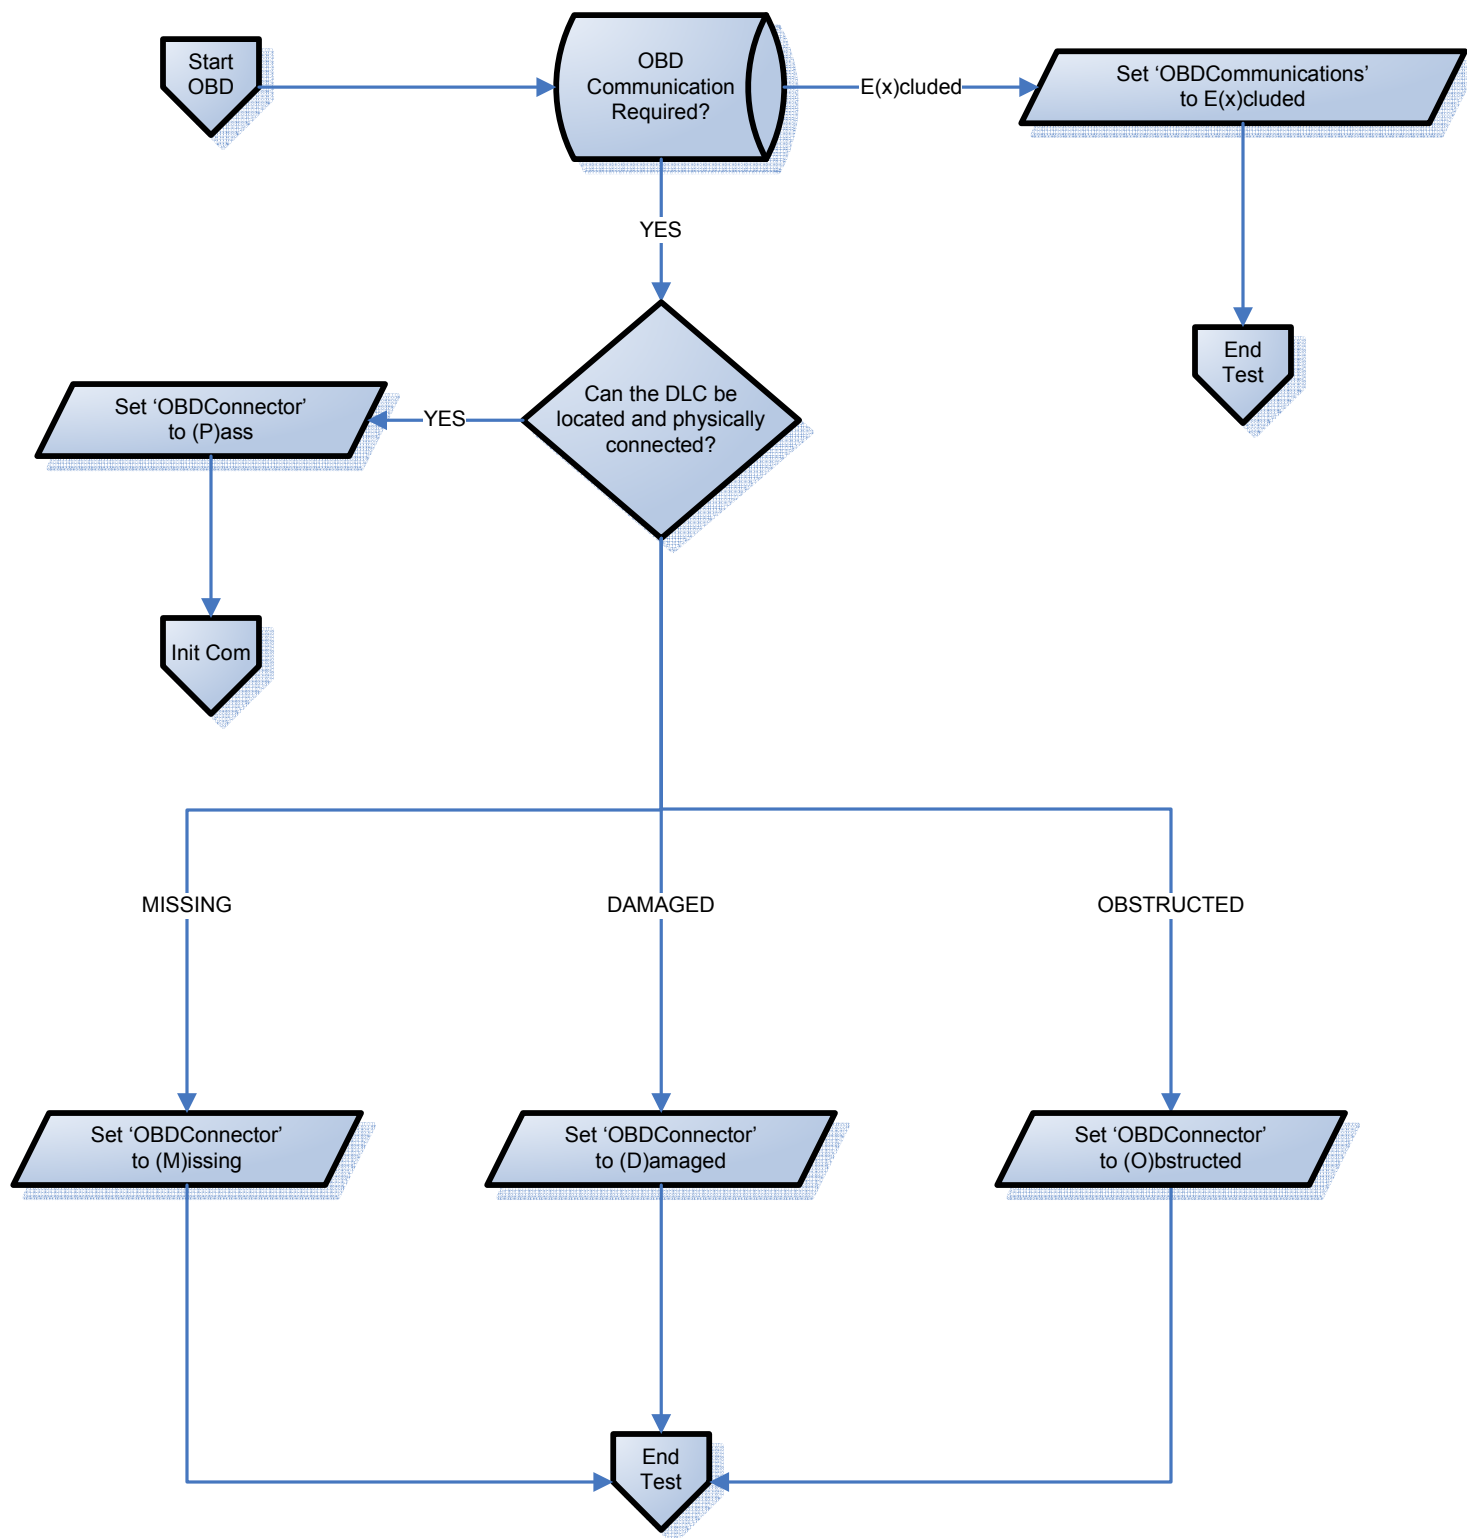 Start
OBD
OBD
Communication
Required?
E(x)cluded
Set ‘OBDCommunications’
to E(x)cluded
YES
End
Test
Can the DLC be
located and physically
connected?
YES
Set ‘OBDConnector’
to (P)ass
Init Com
MISSING
DAMAGED
OBSTRUCTED
Set ‘OBDConnector’
to (M)issing
Set ‘OBDConnector’
to (D)amaged
Set ‘OBDConnector’
to (O)bstructed
End
Test